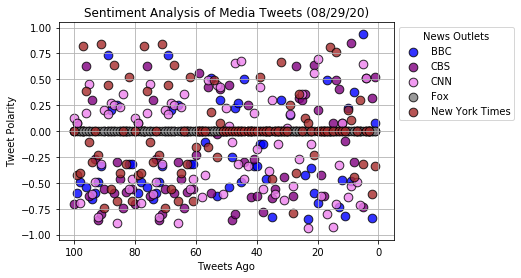 Sentiment Analysis of Media Tweets (08/29/20)
News Outlets
BBC
CBS
CNN
Fox
New York Times
Tweet Polarity
1.00
0.75
0.50
0.25
0.00
−0.25
−0.50
−0.75
−1.00
100 80 60 40 20 0
Tweets Ago